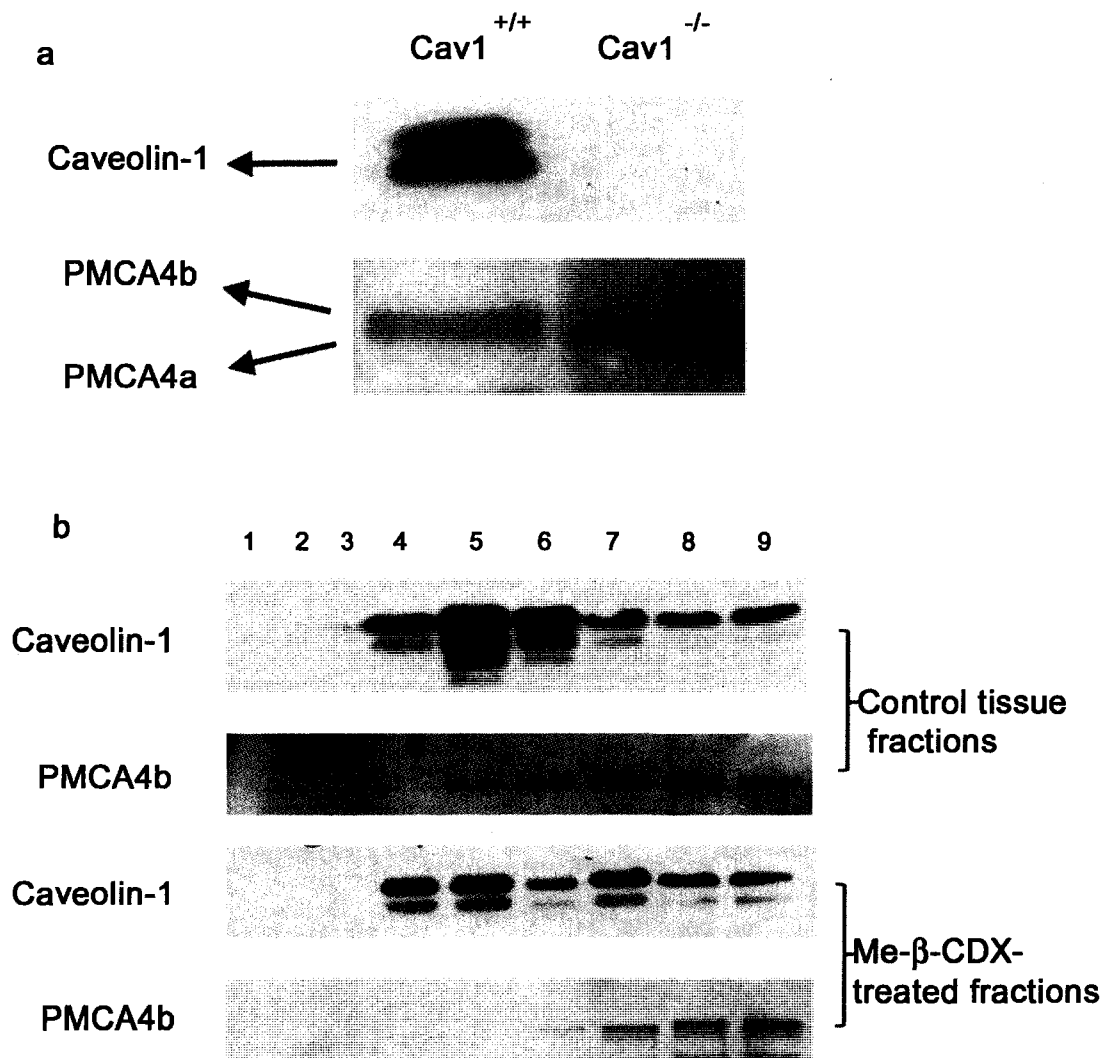 a
Cav1 +/+ Cav1 -/-
Caveolin-1
PMCA4b
PMCA4a
b
1 2 3 4 5 6 7 8 9
Caveolin-1
PMCA4b
Control tissue
fractions
Caveolin-1
PMCA4b
Me-β-CDX-
treated fractions